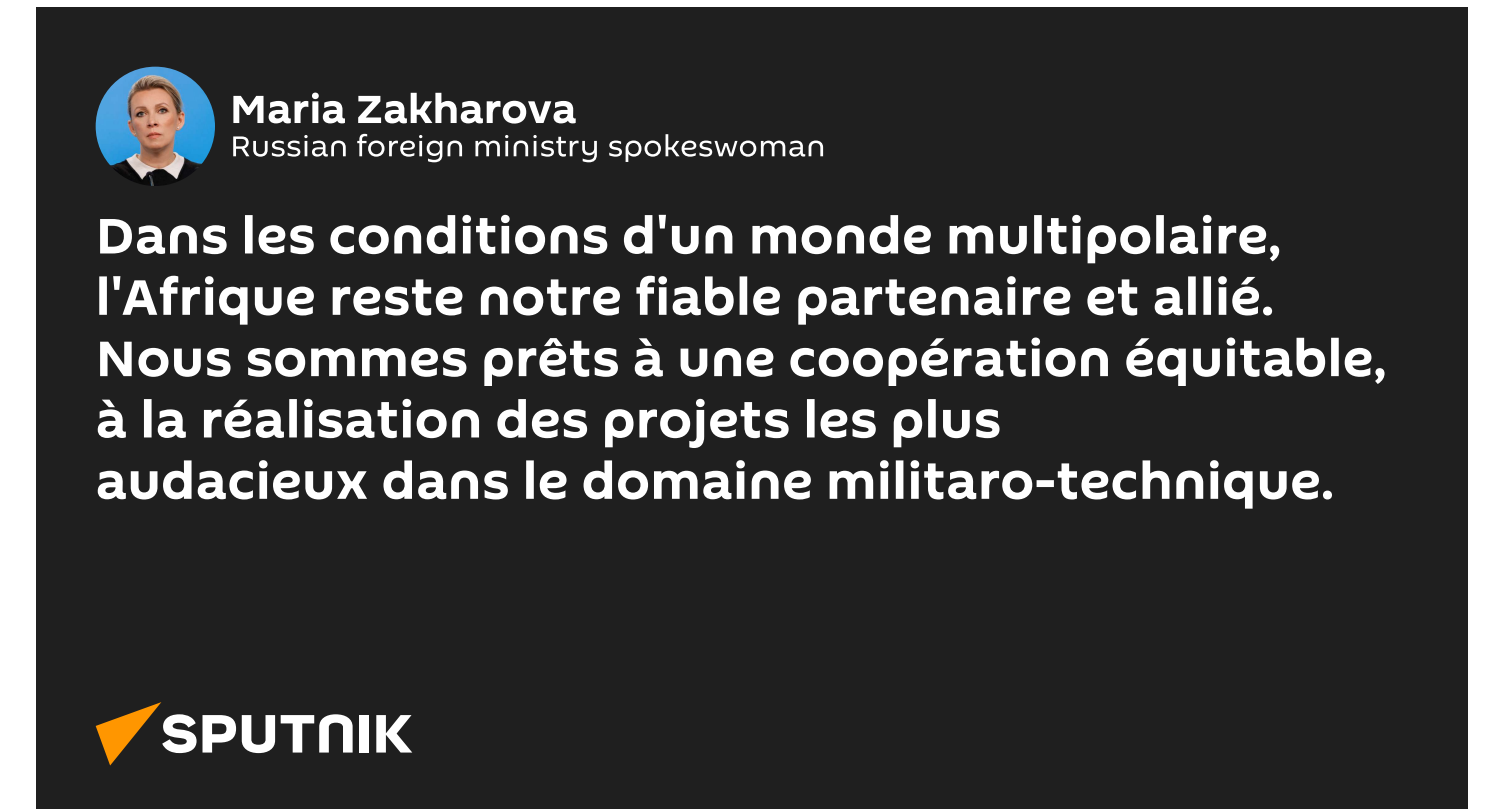 Maria Zakharova
Russian foreign ministry spokeswoman
Dans les conditions d'un monde multipolaire,
l'Afrique reste notre fiable partenaire et allié.
Nous sommes prêts à une coopération équitable,
à la réalisation des projets les plus
audacieux dans le domaine militaro-technique.
SPUTNIK